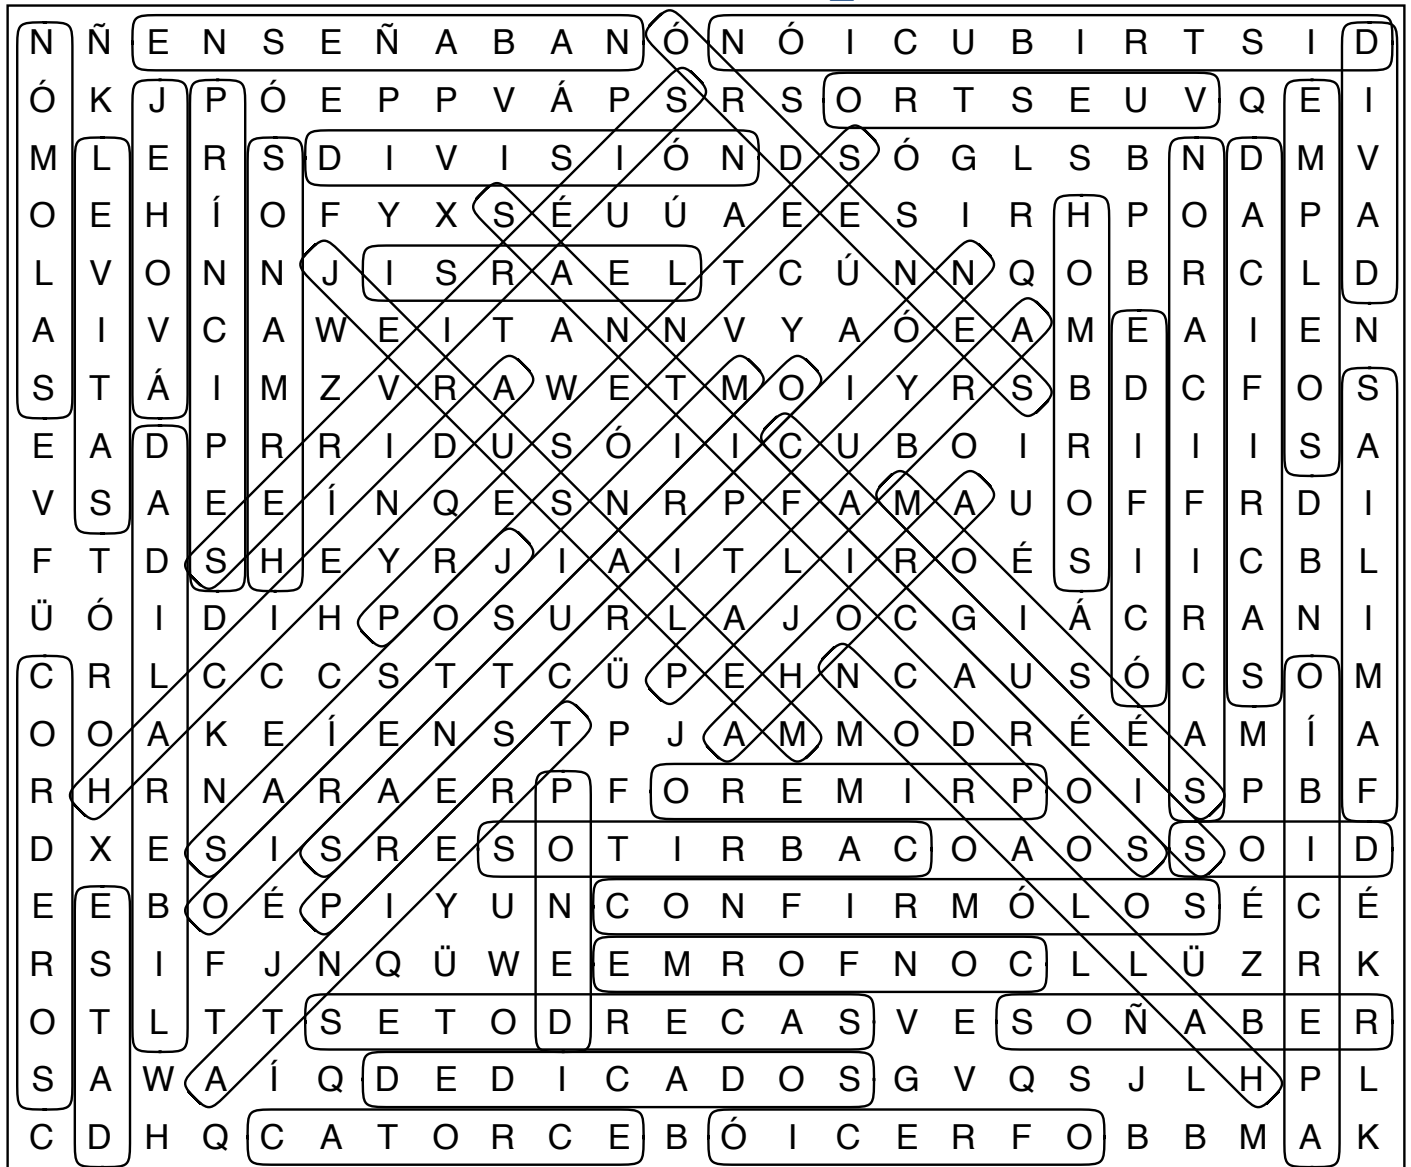 N Ñ E N S E Ñ A B A N Ó N Ó I C U B I R T S I D
Ó K J P Ó E P P V Á P S R S O R T S E U V Q E I
M L E R S D I V I S I Ó N D S Ó G L S B N D M V
O E H Í O F Y X S É U Ú A E E S I R H P O A P A
L V O N N J I S R A E L T C Ú N N Q O B R C L D
A I V C A W E I T A N N V Y A Ó E A M E A I E N
S T Á I M Z V R A W E T M O I Y R S B D C F O S
E A D P R R I D U S Ó I I C U B O I R I I I S A
V S A E E Í N Q E S N R P F A M A U O F F R D I
F T D S H E Y R J I A I T L I R O É S I I C B L
Ü Ó I D I H P O S U R L A J O C G I Á C R A N I
C R L C C C S T T C Ü P E H N C A U S Ó C S O M
O O A K E Í E N S T P J A M M O D R É É A M Í A
R H R N A R A E R P F O R E M I R P O I S P B F
D X E S I S R E S O T I R B A C O A O S S O I D
E E B O É P I Y U N C O N F I R M Ó L O S É C É
R S I F J N Q Ü W E E M R O F N O C L L Ü Z R K
O T L T T S E T O D R E C A S V E S O Ñ A B E R
S A W A Í Q D E D I C A D O S G V Q S J L H P L
C D H Q C A T O R C E B Ó I C E R F O B B M A K